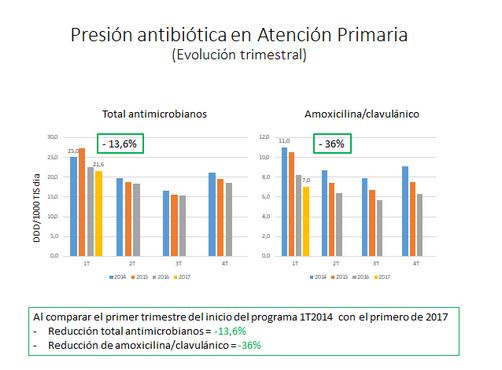 Presión antibiótica en Atención Primaria
(Evolución trimestral)
Total antimicrobianos
Amoxicilina/clavulánico
- 13,6%
- 36%
DDD/1000 TIS dia
30,0
25,0
20,0
15,0
10,0
5,0
0,0
25,0
21,6
1T 2T 3T 4T
2014 2015 2016 2017
12,0
10,0
8,0
6,0
4,0
2,0
0,0
11,0
7,0
1T 2T 3T 4T
2014 2015 2016 2017
Al comparar el primer trimestre del inicio del programa 1T2014 con el primero de 2017
- Reducción total antimicrobianos = -13,6%
- Reducción de amoxicilina/clavulánico = -36%